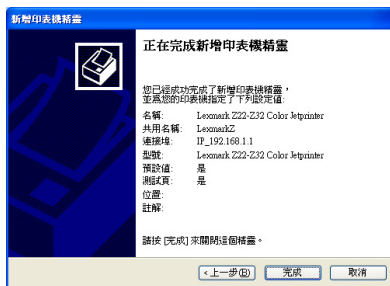 新增印表機精靈
正在完成新增印表機精靈
您已經成功完成了新增印表機精靈，
並為您的印表機指定了下列設定值:
名稱: Lexmark Z22-Z32 Color Jetprinter
共用名稱: LexmarkZ
連接埠: IP_192.168.1.1
型號: Lexmark Z22-Z32 Color Jetprinter
預設值: 是
測試頁: 是
位置:
註解:
請按 [完成] 來關閉這個精靈。
<上一步(B) 完成 取消